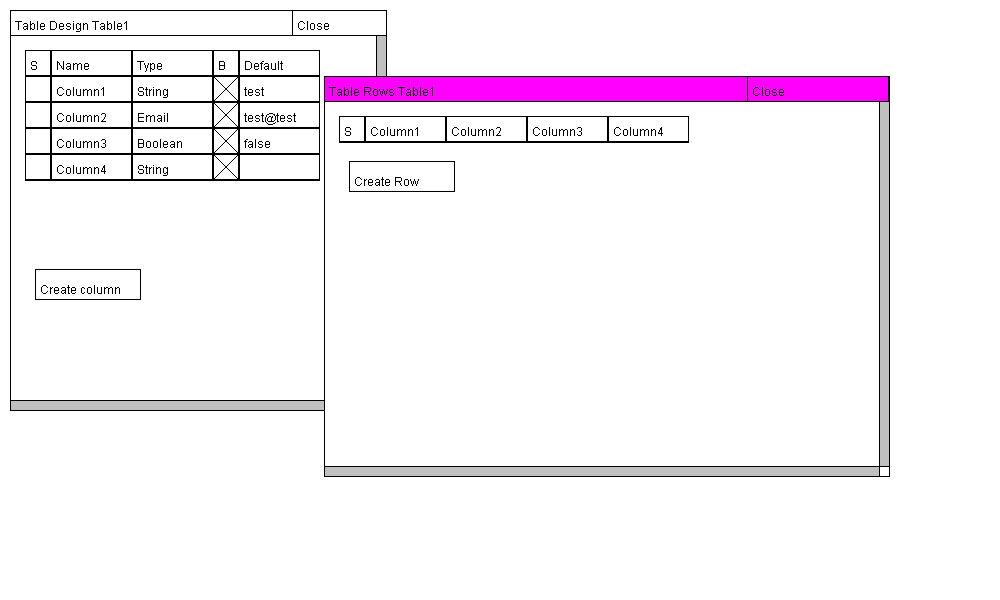 Table Design Table1 Close
S Name Type B Default
Column1 String test
Column2 Email test@test
Column3 Boolean false
Column4 String
Create column
Table Rows Table1 Close
S Column1 Column2 Column3 Column4
Create Row